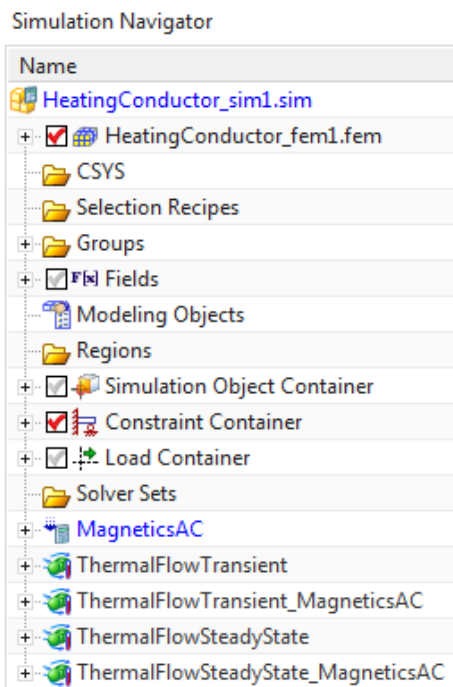 Simulation Navigator
Name
HeatingConductor_sim1.sim
HeatingConductor_fem1.fem
CSYS
Selection Recipes
Groups
F(x) Fields
Modeling Objects
Regions
Simulation Object Container
Constraint Container
Load Container
Solver Sets
MagneticsAC
ThermalFlowTransient
ThermalFlowTransient_MagneticsAC
ThermalFlowSteadyState
ThermalFlowSteadyState_MagneticsAC